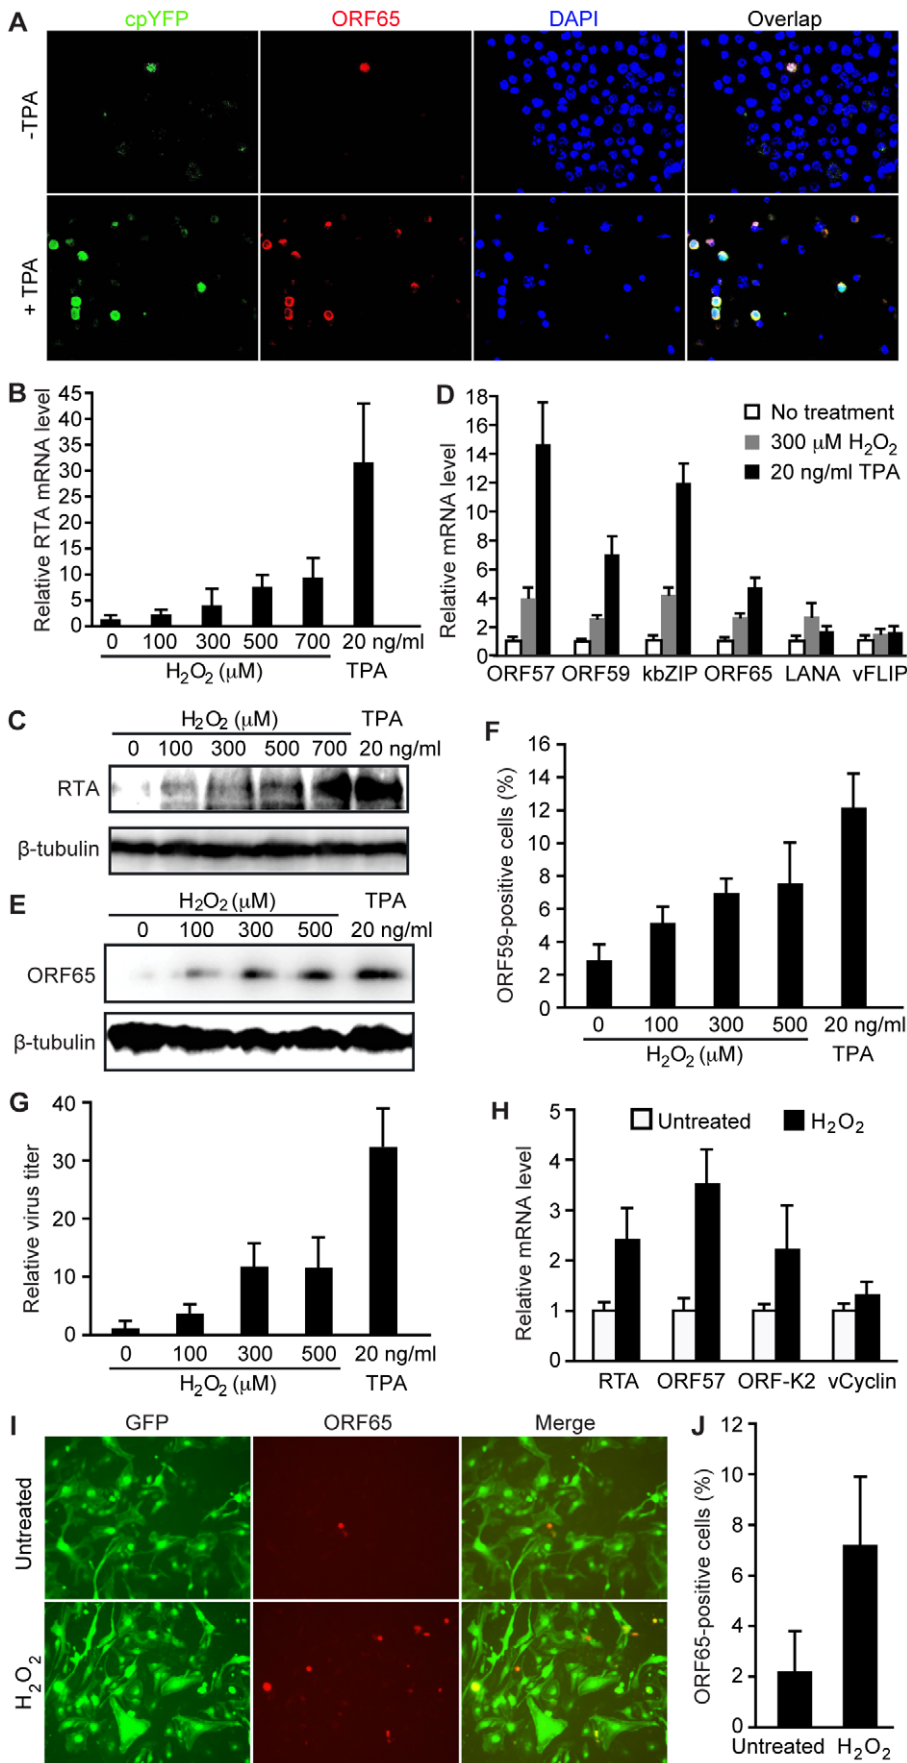 A
cpYFP ORF65 DAPI Overlap
-TPA
+ TPA
B
Relative RTA mRNA level
45
40
35
30
25
20
15
10
5
0
0 100 300 500 700 20 ng/ml
H₂O₂ (μM) TPA
D
Relative mRNA level
18
16
14
12
10
8
6
4
2
0
No treatment
300 μM H₂O₂
20 ng/ml TPA
ORF57 ORF59 kbZIP ORF65 LANA vFLIP
C
H₂O₂ (μM) TPA
0 100 300 500 700 20 ng/ml
RTA
β-tubulin
E
H₂O₂ (μM) TPA
0 100 300 500 20 ng/ml
ORF65
β-tubulin
F
ORF59-positive cells (%)
16
14
12
10
8
6
4
2
0
0 100 300 500 20 ng/ml
H₂O₂ (μM) TPA
G
Relative virus titer
40
30
20
10
0
0 100 300 500 20 ng/ml
H₂O₂ (μM) TPA
H
Relative mRNA level
5
4
3
2
1
0
Untreated H₂O₂
RTA ORF57 ORF-K2 vCyclin
I
GFP ORF65 Merge
Untreated
H₂O₂
J
ORF65-positive cells (%)
12
10
8
6
4
2
0
Untreated H₂O₂